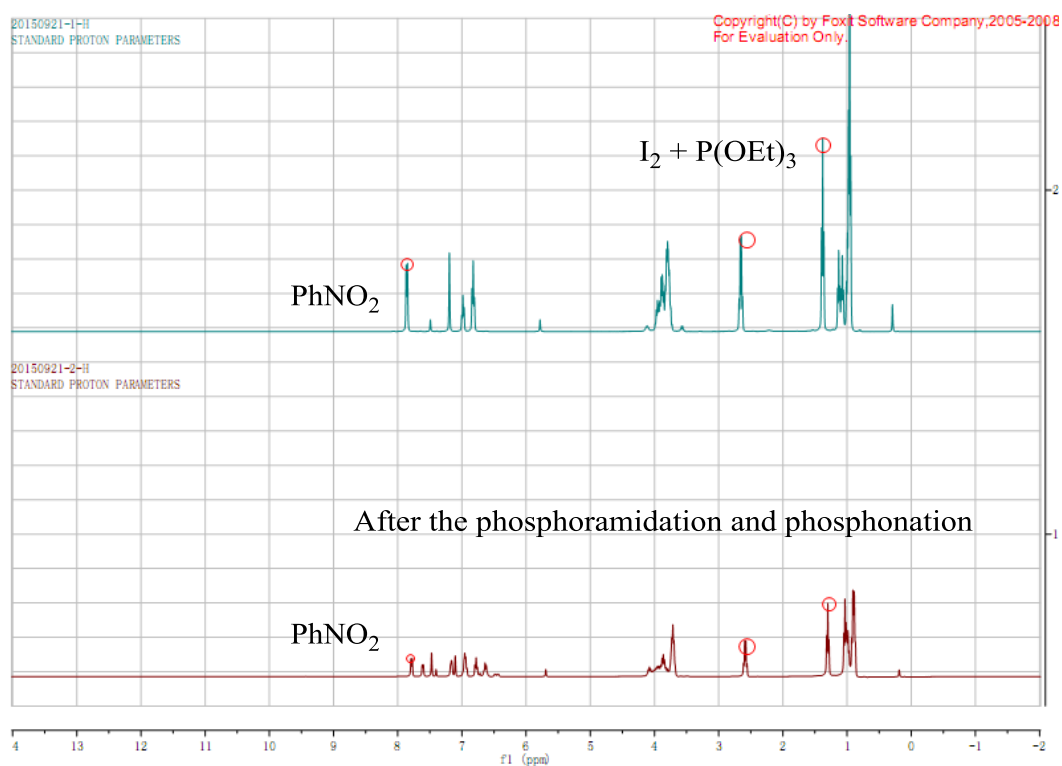 20150921-1-H
STANDARD PROTON PARAMETERS
Copyright(C) by Foxit Software Company,2005-2008
For Evaluation Only.
I2 + P(OEt)3
PhNO2
2
20150921-2-H
STANDARD PROTON PARAMETERS
After the phosphoramidation and phosphonation
1
PhNO2
4 13 12 11 10 9 8 7 6 5 4 3 2 1 0 -1 -2
f1 (ppm)